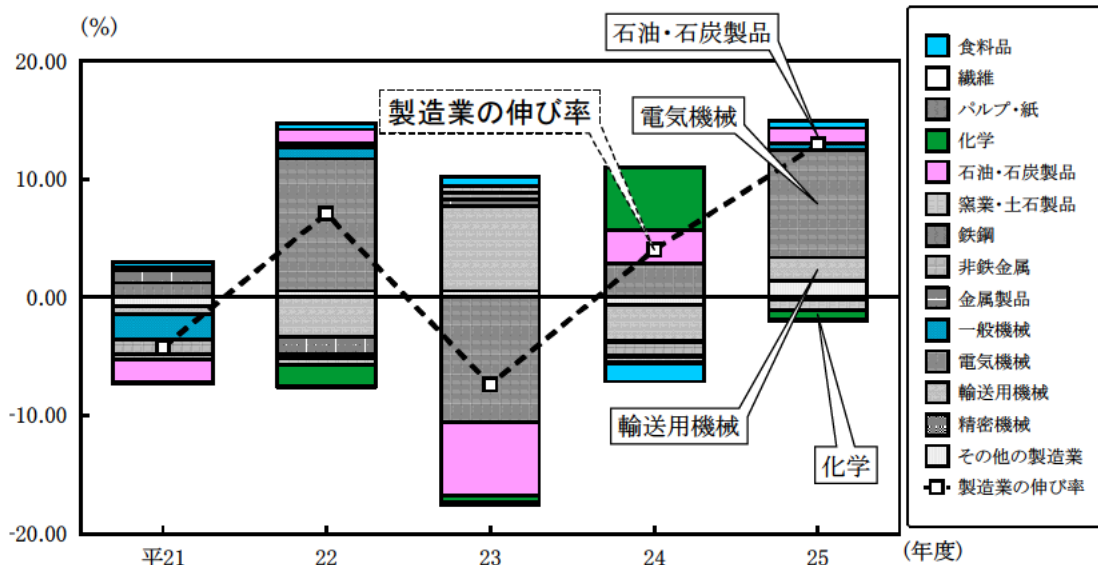 (%)
20.00
10.00
0.00
-10.00
-20.00
平21
22
23
24
25
(年度)
石油・石炭製品
製造業の伸び率
電気機械
輸送用機械
化学
食料品
繊維
パルプ・紙
化学
石油・石炭製品
窯業・土石製品
鉄鋼
非鉄金属
金属製品
一般機械
電気機械
輸送用機械
精密機械
その他の製造業
製造業の伸び率